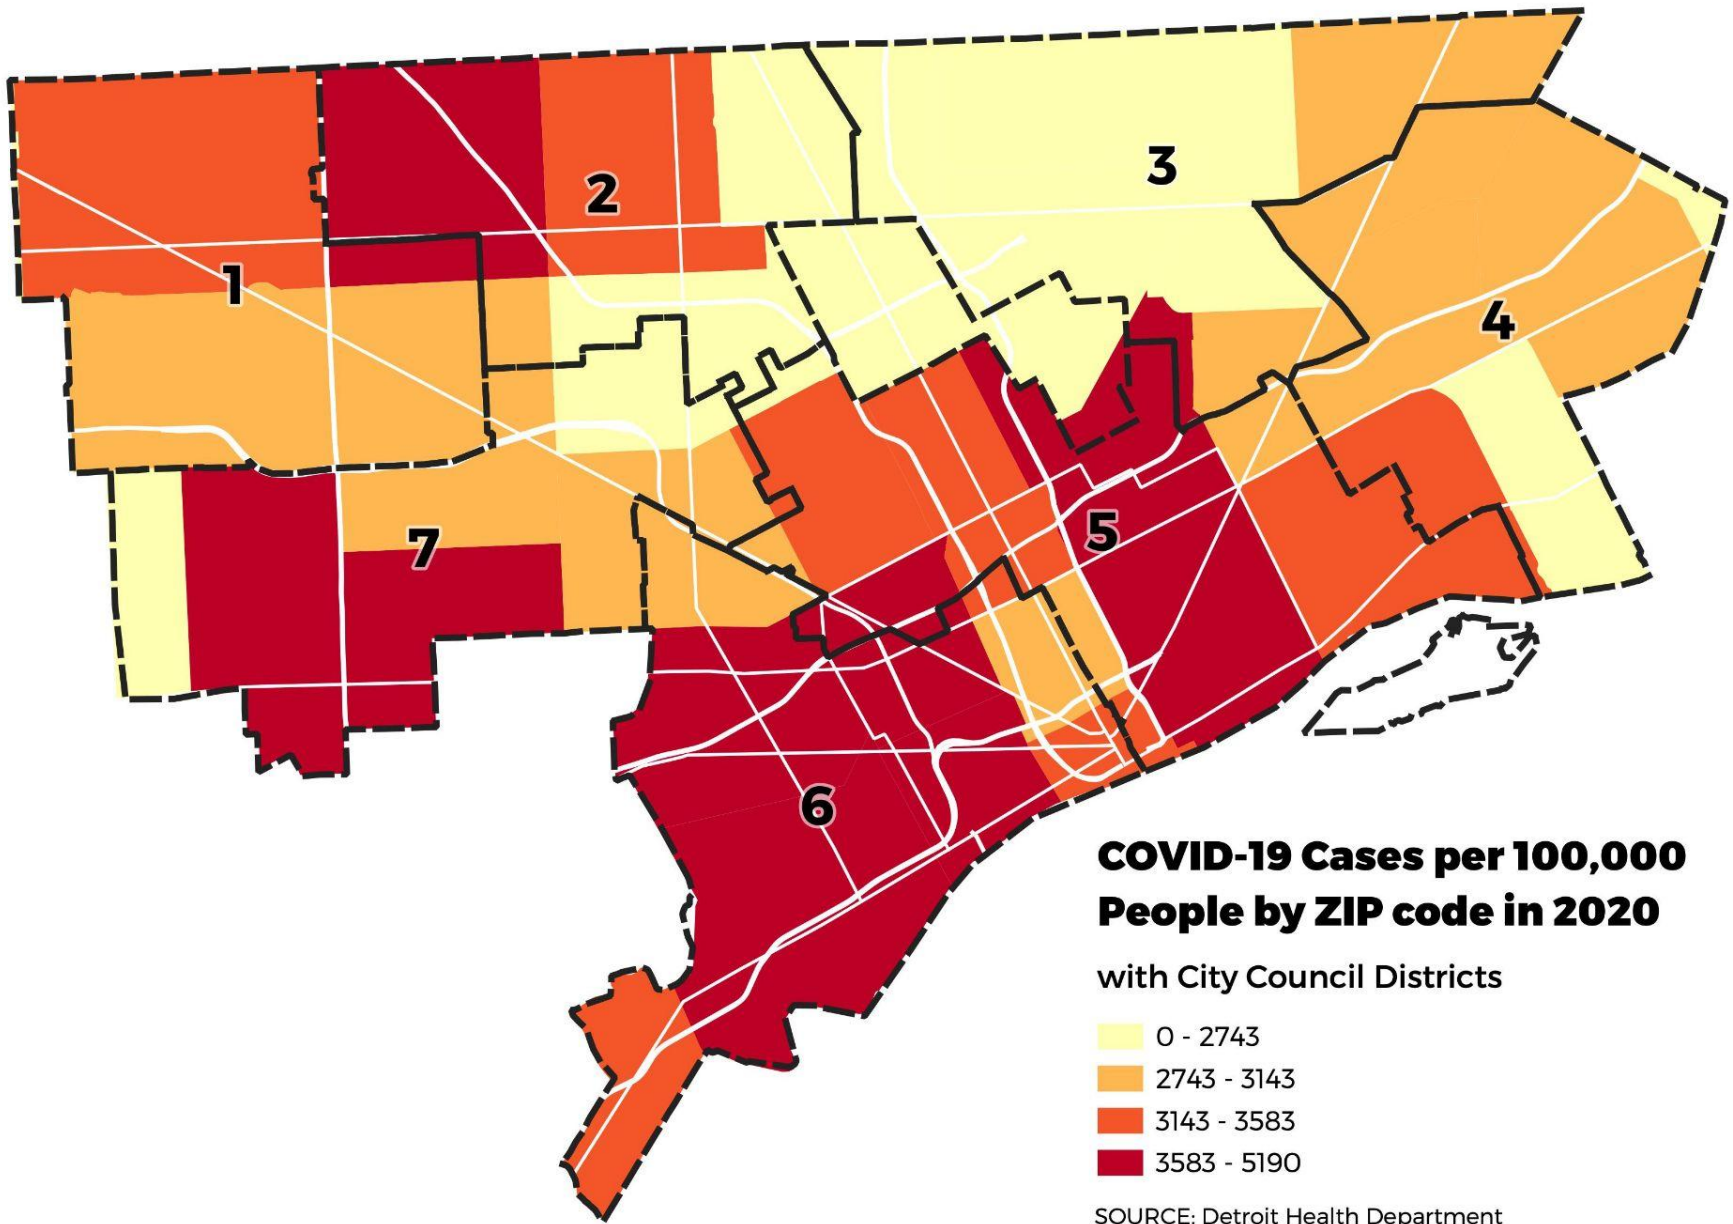 3
2
1
4
5
7
6
COVID-19 Cases per 100,000
People by ZIP code in 2020
with City Council Districts
0 - 2743
2743 - 3143
3143 - 3583
3583 - 5190
SOURCE: Detroit Health Department